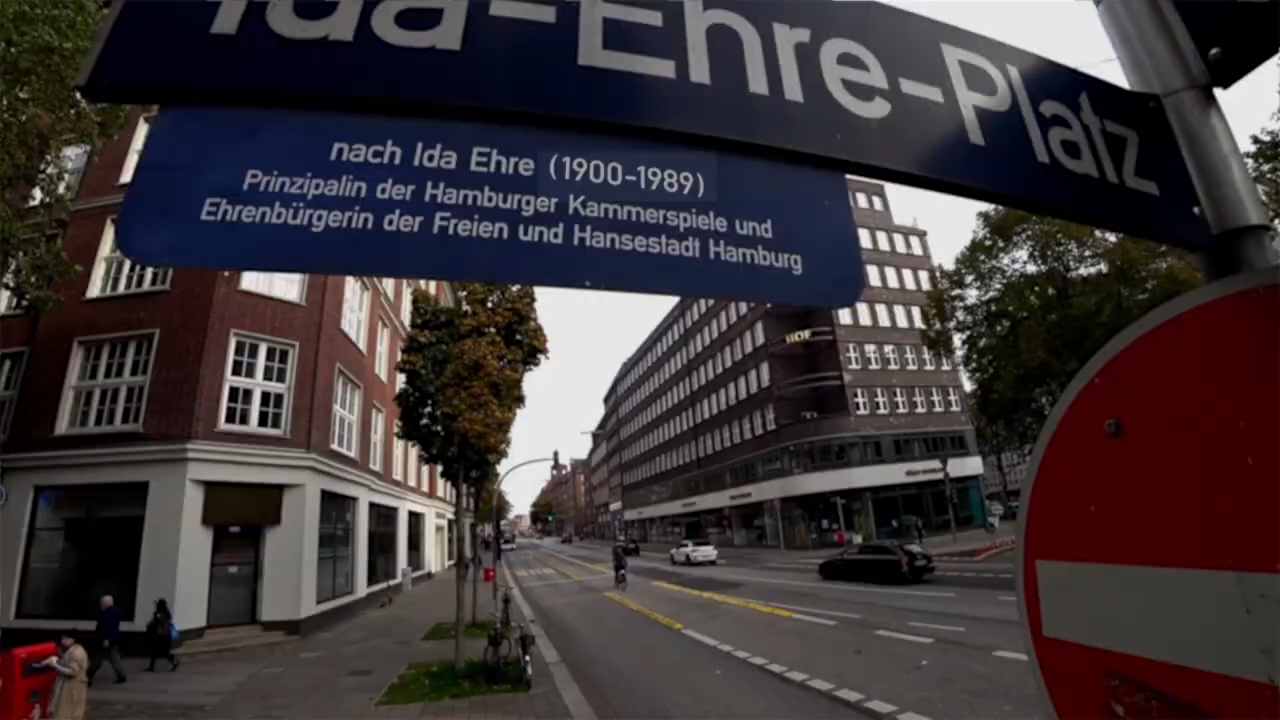 Ida-Ehre-Platz
nach Ida Ehre (1900-1989)
Prinzipalin der Hamburger Kammerspiele und
Ehrenbürgerin der Freien und Hansestadt Hamburg
HOF